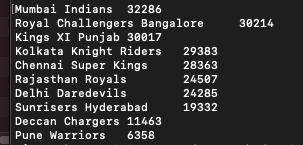 Mumbai Indians 32286
Royal Challengers Bangalore 30214
Kings XI Punjab 30017
Kolkata Knight Riders 29383
Chennai Super Kings 28363
Rajasthan Royals 24507
Delhi Daredevils 24285
Sunrisers Hyderabad 19332
Deccan Chargers 11463
Pune Warriors 6358